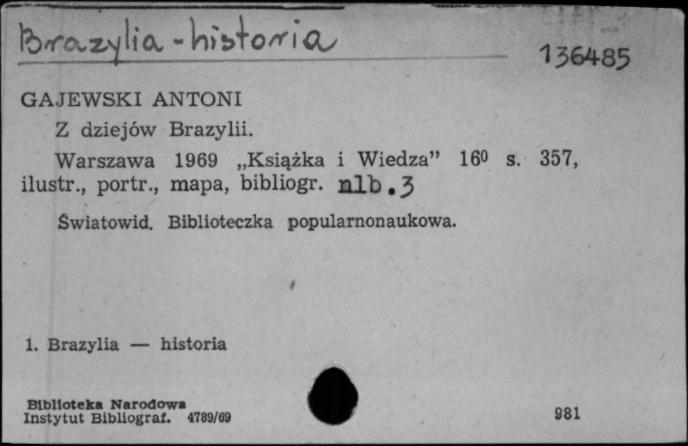 Brazylia - historia
136485
GAJEWSKI ANTONI
Z dziejów Brazylii.
Warszawa 1969 „Książka i Wiedza” 16⁰ s. 357,
ilustr., portr., mapa, bibliogr. nlb. 3
Światowid. Biblioteczka popularnonaukowa.
1. Brazylia — historia
Biblioteka Narodowa
Instytut Bibliograf. 4789/69
981